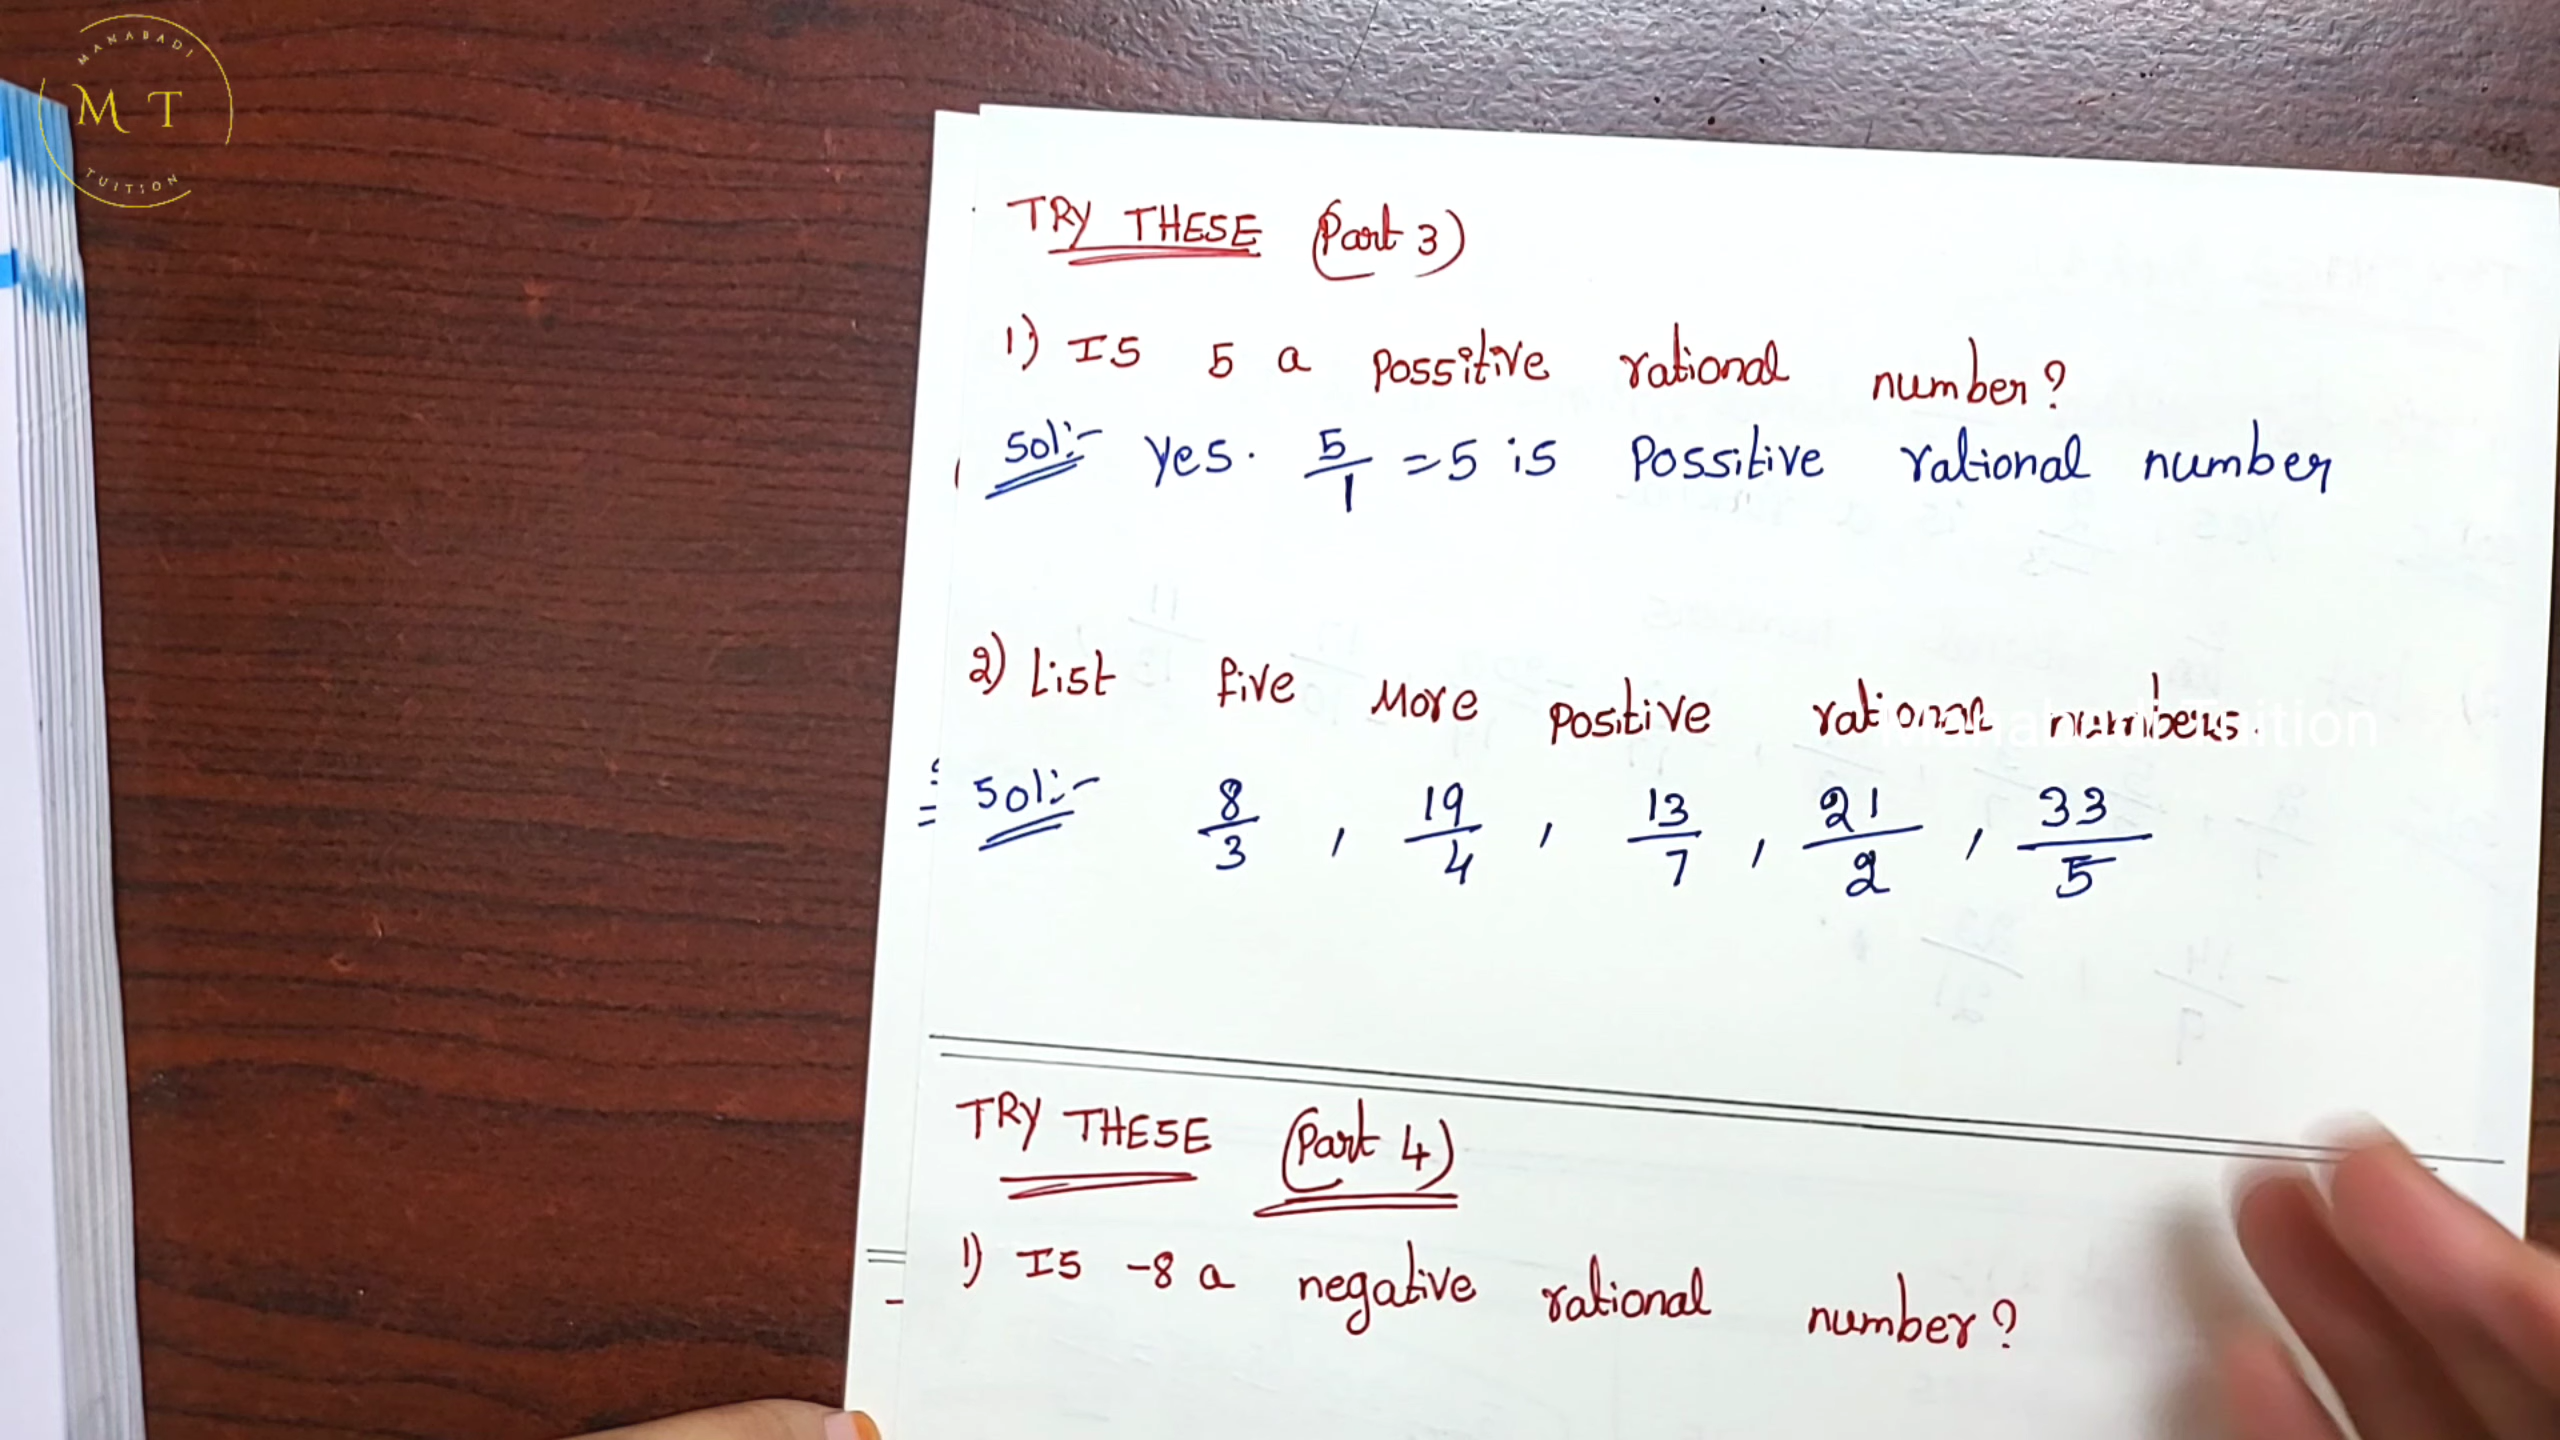 MANABADI
M T
TUITION
TRY THESE (Part 3)
1) Is 5 a possitive rational number?
Sol:- Yes. 5/1 = 5 is Possitive rational number
2) List five More positive rational numbers.
Manabadi Tuition
Sol:- 8/3 , 19/4 , 13/7 , 21/2 , 33/5
TRY THESE (Part 4)
1) Is -8 a negative rational number?